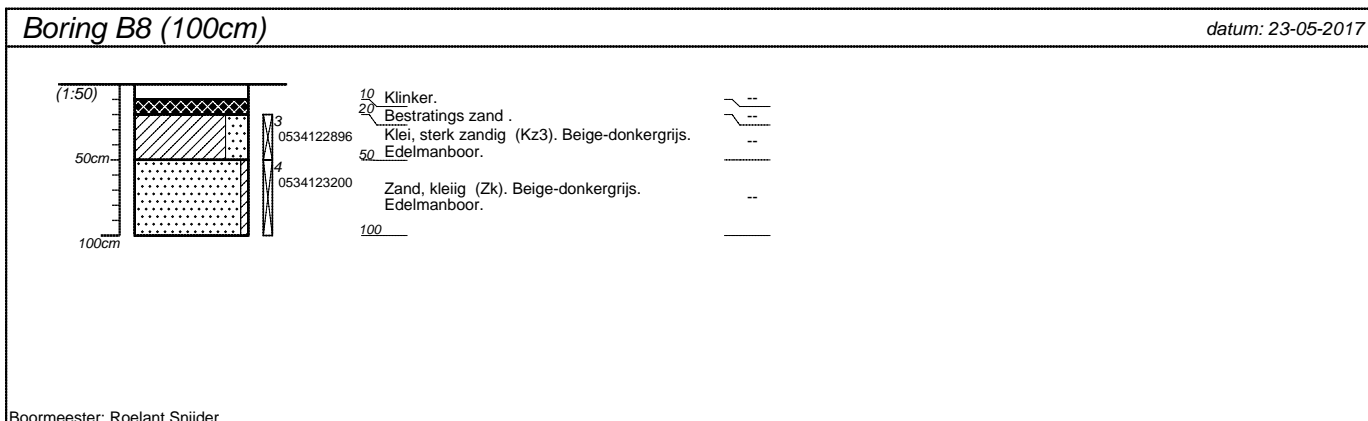 Boring B8 (100cm)
datum: 23-05-2017
(1:50)
10 Klinker. --
20 Bestratings zand . --
3
0534122896
Klei, sterk zandig (Kz3). Beige-donkergrijs. --
50cm
50 Edelmanboor.
4
0534123200
Zand, kleiig (Zk). Beige-donkergrijs. --
Edelmanboor.
100
100cm
Boormeester: Roelant Snijder